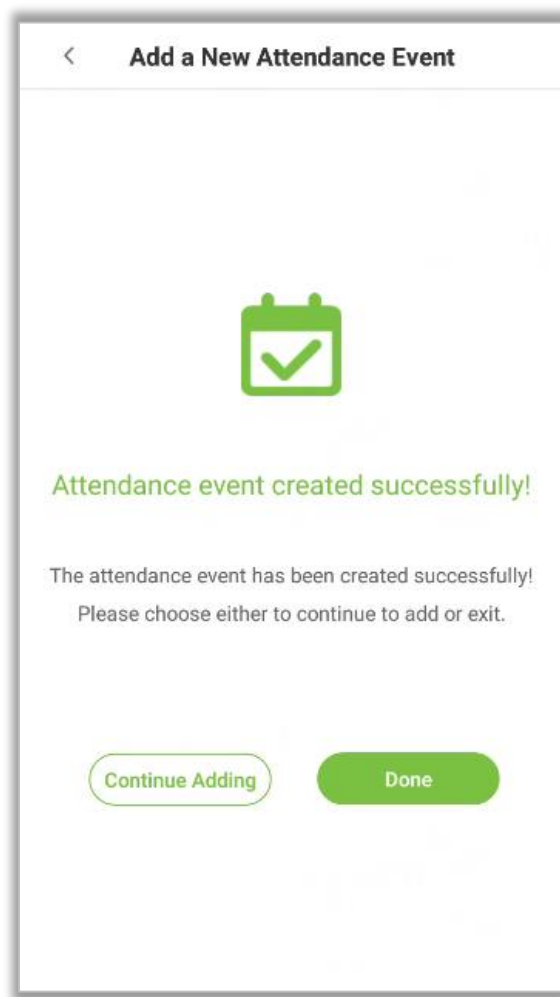 Add a New Attendance Event
Attendance event created successfully!
The attendance event has been created successfully!
Please choose either to continue to add or exit.
Continue Adding
Done